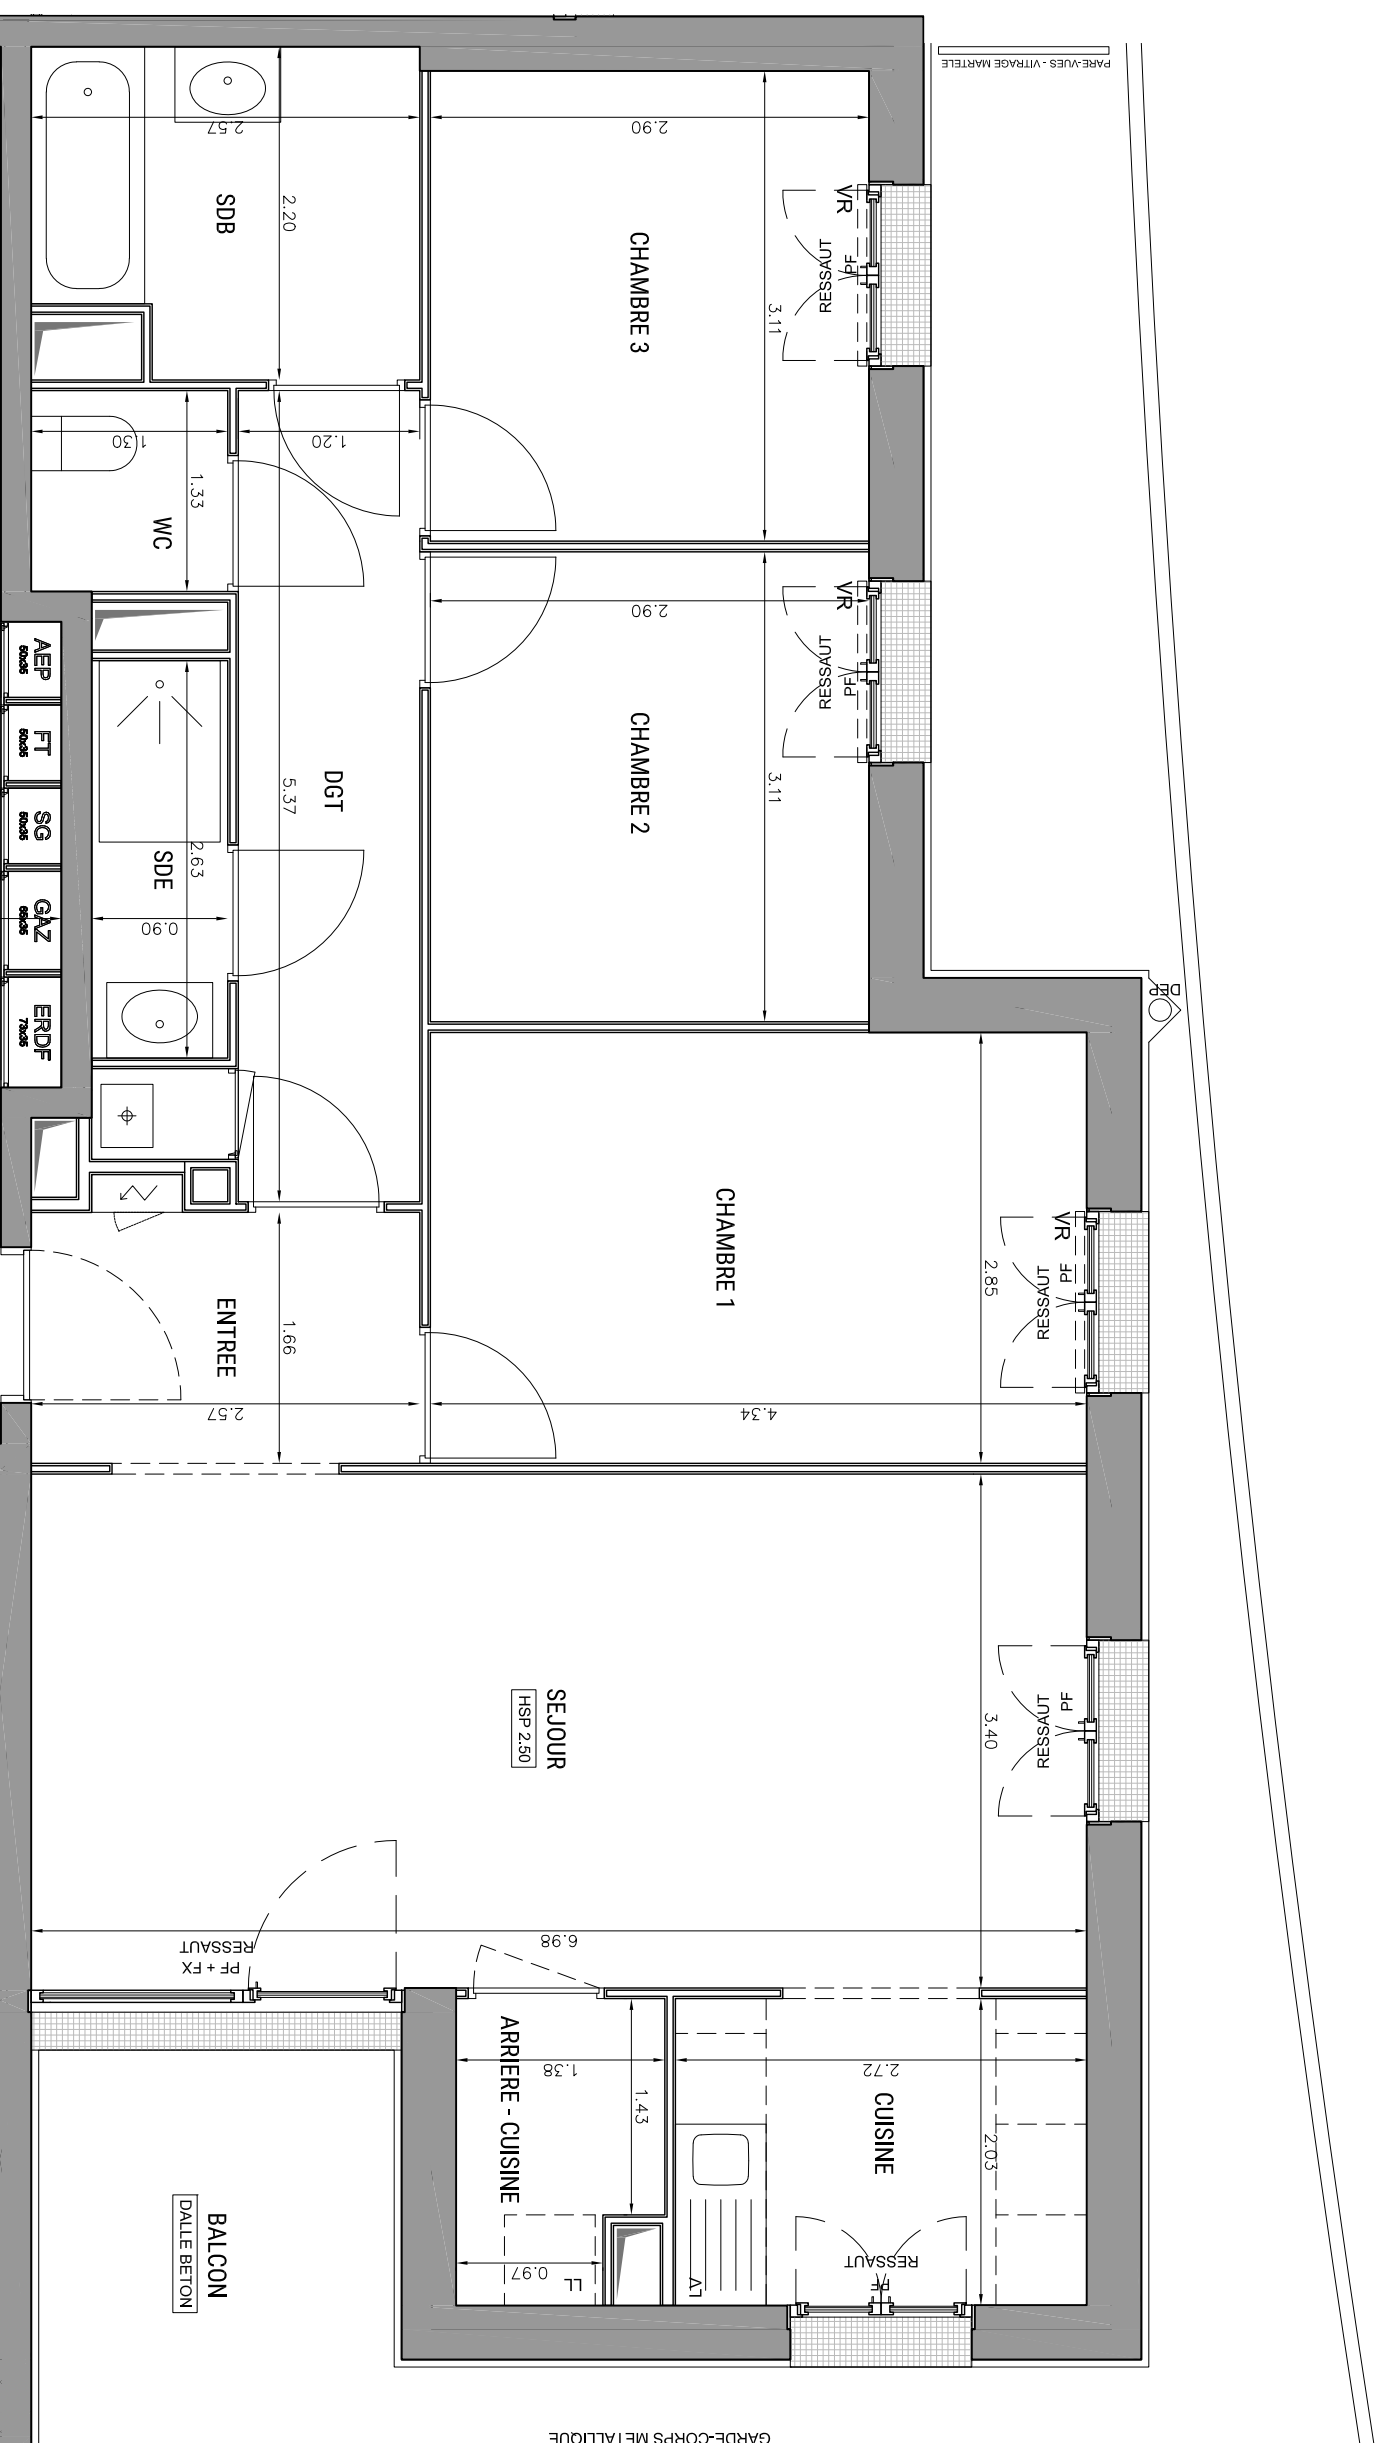 PARE-VUES - VITRAGE MARTELE
2.57
2.90
SDB
2.20
CHAMBRE 3
3.11
VR
PF
RESSAUT
1.30
1.20
1.33
WC
2.90
VR
PF
RESSAUT
CHAMBRE 2
3.11
AEP
50x35
FT
50x35
SG
50x35
GAZ
65x35
ERDF
73x35
DGT
5.37
SDE
2.63
0.90
DEP
CHAMBRE 1
2.85
VR
PF
RESSAUT
ENTREE
1.66
2.57
4.34
SEJOUR
HSP 2.50
3.40
PF
RESSAUT
6.98
PF + FX
RESSAUT
ARRIERE - CUISINE
1.38
1.43
2.72
CUISINE
2.03
0.97
LL
LV
PF
RESSAUT
BALCON
DALLE BETON
GARDE-CORPS METALLIQUE